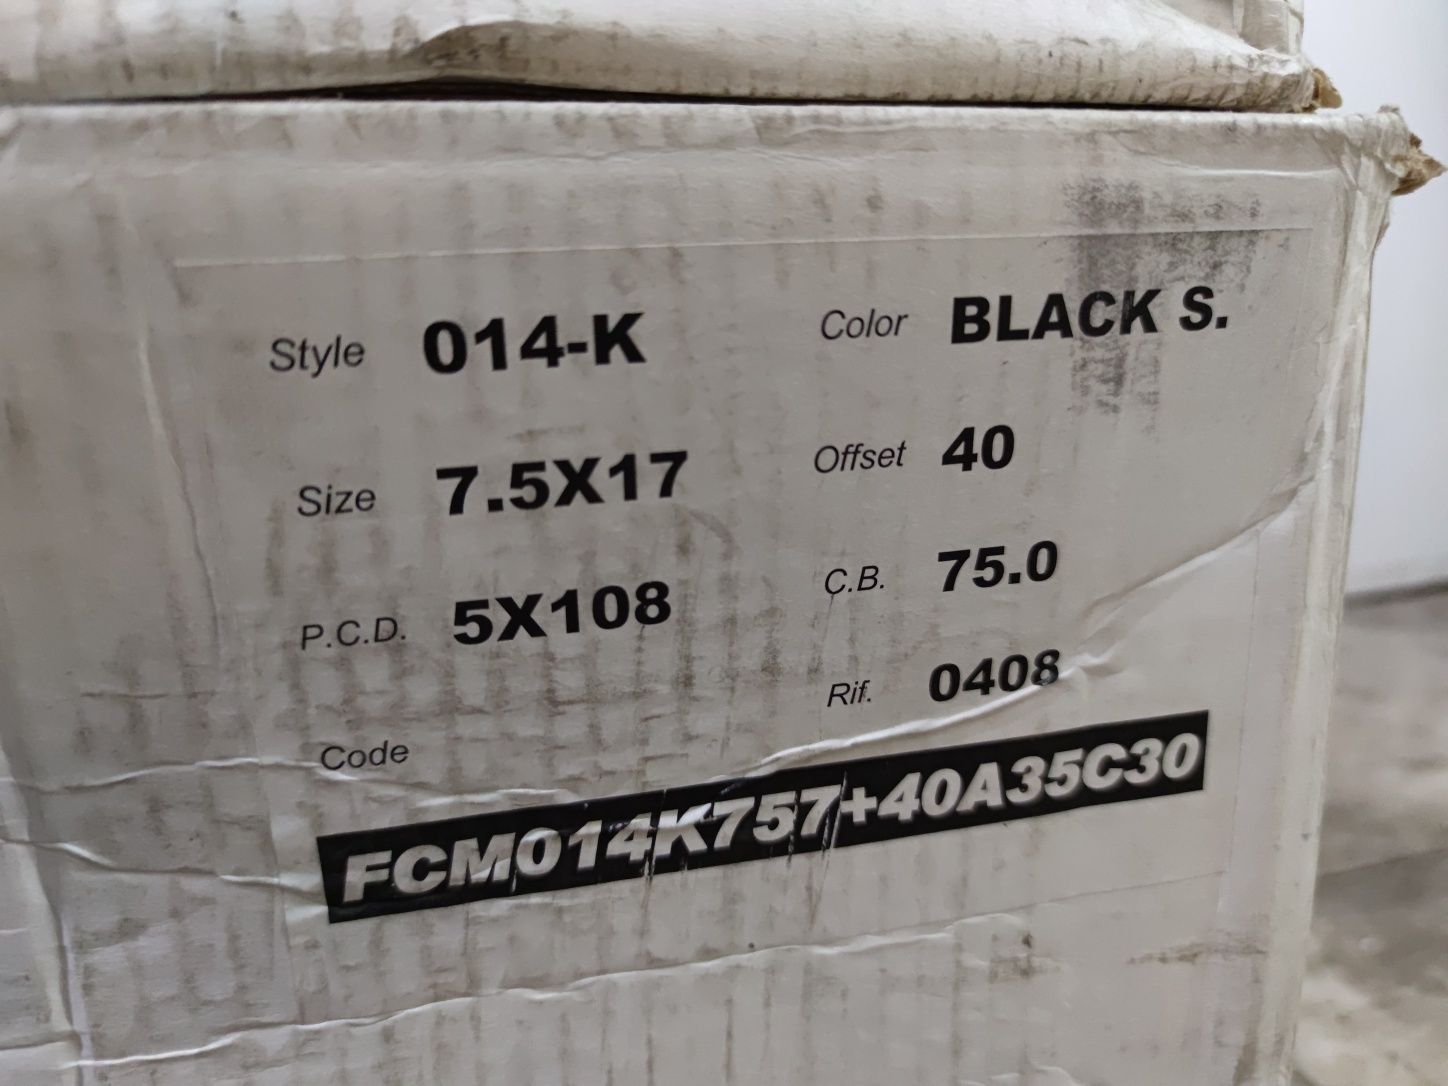 Style 014-K Color BLACK S.
Size 7.5X17 Offset 40
P.C.D. 5X108 C.B. 75.0
Rif. 0408
Code
FCM014K757+40A35C30